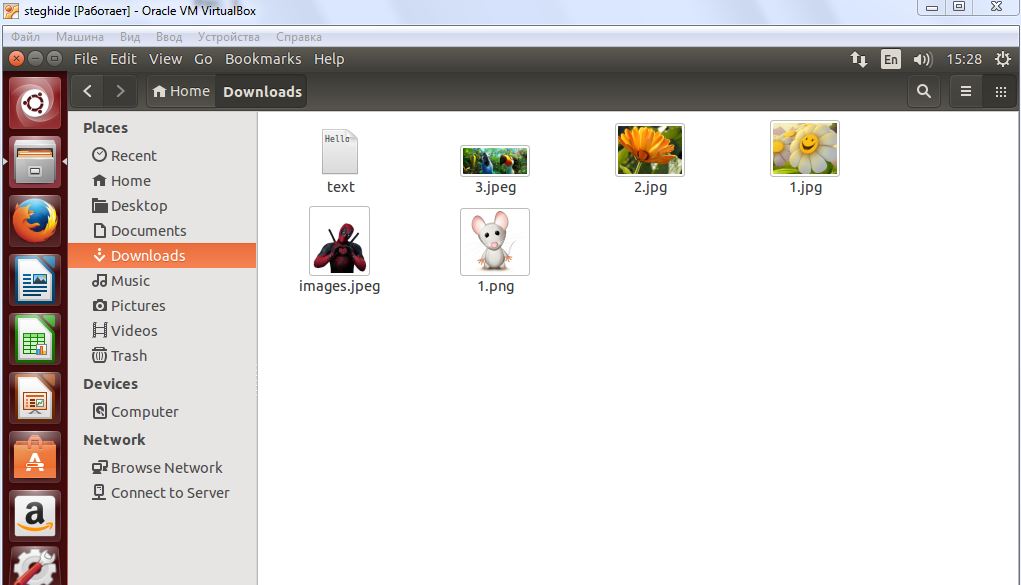 steghide [Работает] - Oracle VM VirtualBox
Файл Машина Вид Ввод Устройства Справка
File Edit View Go Bookmarks Help En 15:28
Home Downloads
Places
Recent
Home
Desktop
Documents
Downloads
Music
Pictures
Videos
Trash
Devices
Computer
Network
Browse Network
Connect to Server
Hello
text 3.jpeg 2.jpg 1.jpg
images.jpeg 1.png